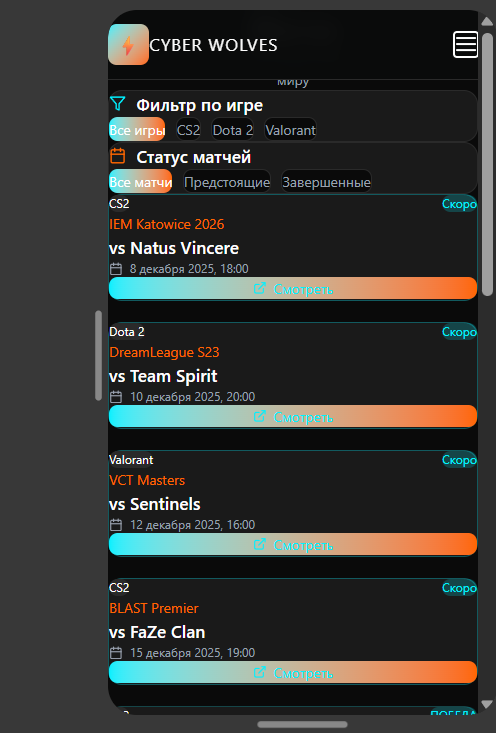 CYBER WOLVES
миру
Фильтр по игре
Все игры CS2 Dota 2 Valorant
Статус матчей
Все матчи Предстоящие Завершенные
CS2 Скоро
IEM Katowice 2026
vs Natus Vincere
8 декабря 2025, 18:00
Смотреть
Dota 2 Скоро
DreamLeague S23
vs Team Spirit
10 декабря 2025, 20:00
Смотреть
Valorant Скоро
VCT Masters
vs Sentinels
12 декабря 2025, 16:00
Смотреть
CS2 Скоро
BLAST Premier
vs FaZe Clan
15 декабря 2025, 19:00
Смотреть
ПОБЕДА